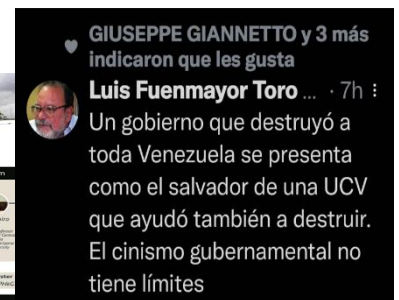 GIUSEPPE GIANNETTO y 3 más
indicaron que les gusta
Luis Fuenmayor Toro ... · 7h
Un gobierno que destruyó a
toda Venezuela se presenta
como el salvador de una UCV
que ayudó también a destruir.
El cinismo gubernamental no
tiene límites